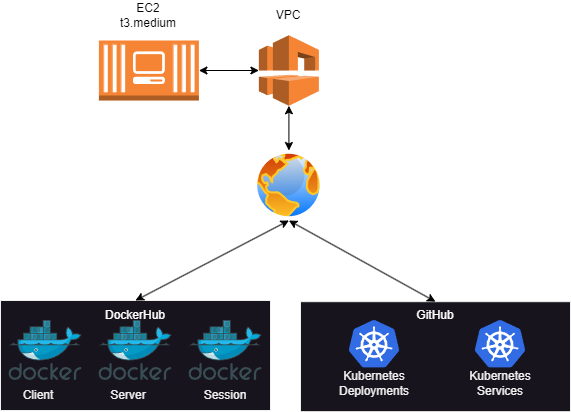 EC2
t3.medium
VPC
DockerHub
GitHub
docker
docker
docker
Client
Server
Session
Kubernetes
Deployments
Kubernetes
Services